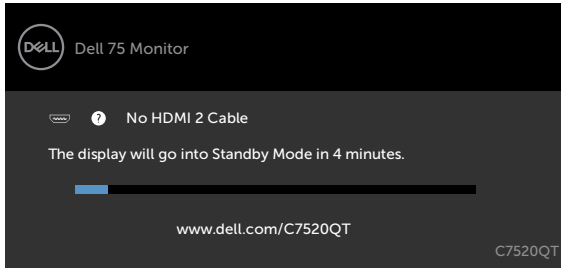 DELL Dell 75 Monitor
? No HDMI 2 Cable
The display will go into Standby Mode in 4 minutes.
www.dell.com/C7520QT
C7520QT